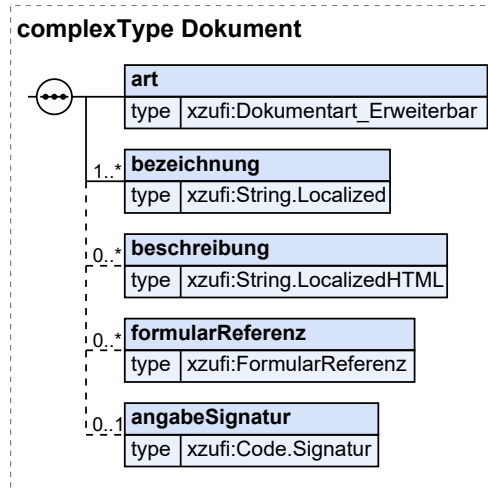 complexType Dokument
art
type xzufi:Dokumentart_Erweiterbar
1..* bezeichnung
type xzufi:String.Localized
0..* beschreibung
type xzufi:String.LocalizedHTML
0..* formularReferenz
type xzufi:FormularReferenz
0..1 angabeSignatur
type xzufi:Code.Signatur